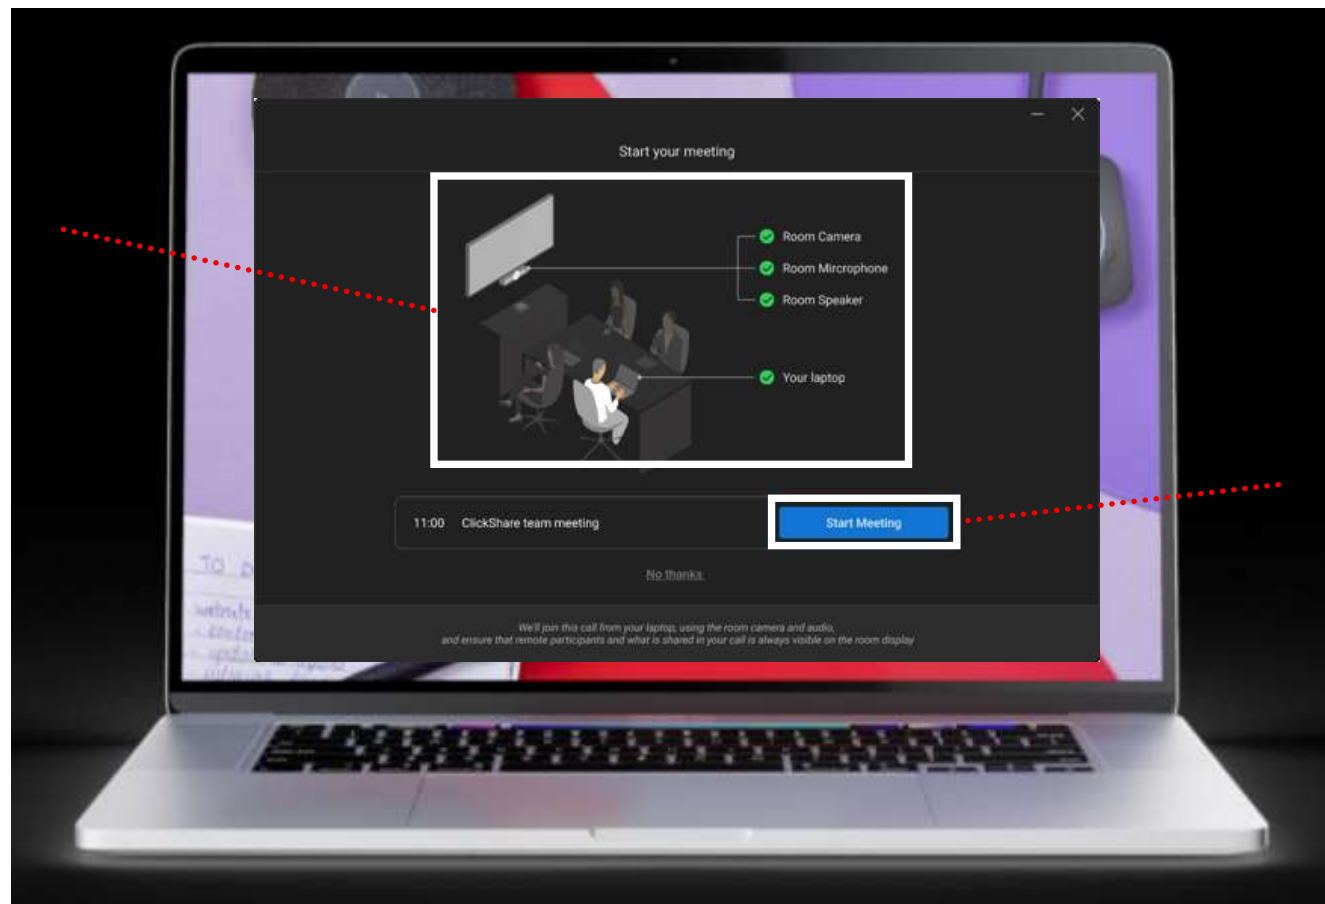 Start your meeting
Room Camera
Room Mircrophone
Room Speaker
Your laptop
11:00 ClickShare team meeting
Start Meeting
No thanks.
We'll join this call from your laptop, using the room camera and audio,
and ensure that remote participants and what is shared in your call is always visible on the room display
TO
website